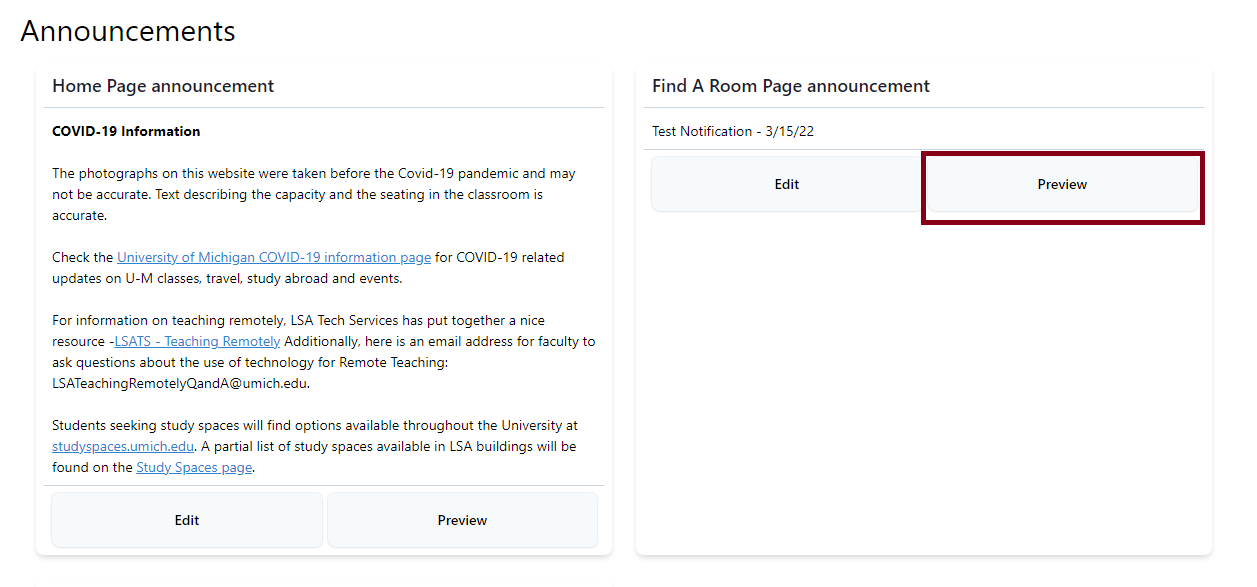 Announcements
Home Page announcement
COVID-19 Information
The photographs on this website were taken before the Covid-19 pandemic and may
not be accurate. Text describing the capacity and the seating in the classroom is
accurate.
Check the University of Michigan COVID-19 information page for COVID-19 related
updates on U-M classes, travel, study abroad and events.
For information on teaching remotely, LSA Tech Services has put together a nice
resource -LSATS - Teaching Remotely Additionally, here is an email address for faculty to
ask questions about the use of technology for Remote Teaching:
LSATeachingRemotelyQandA@umich.edu.
Students seeking study spaces will find options available throughout the University at
studyspaces.umich.edu. A partial list of study spaces available in LSA buildings will be
found on the Study Spaces page.
Edit Preview
Find A Room Page announcement
Test Notification - 3/15/22
Edit Preview